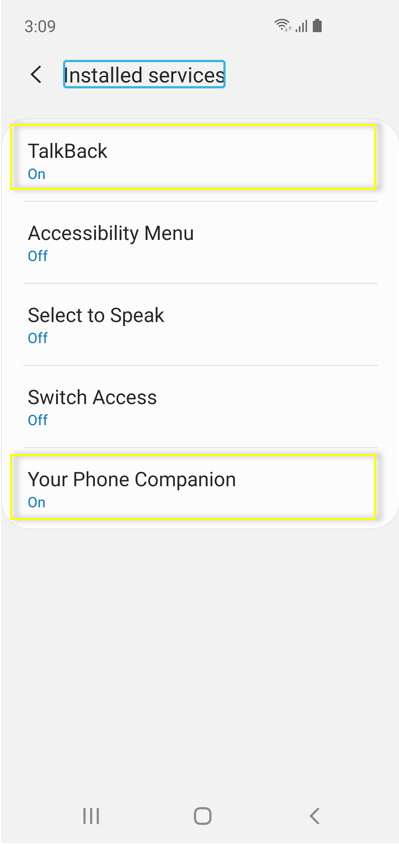 3:09
Installed services
TalkBack
On
Accessibility Menu
Off
Select to Speak
Off
Switch Access
Off
Your Phone Companion
On